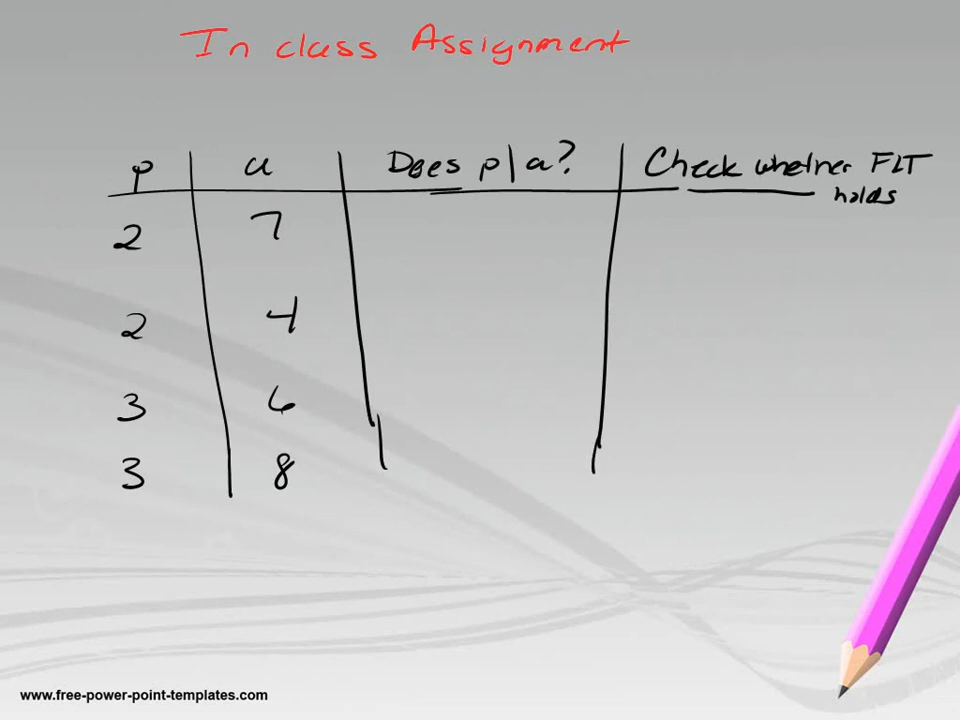 In class Assignment
p a Does p|a? Check whether FLT
holds
2 7
2 4
3 6
3 8
www.free-power-point-templates.com